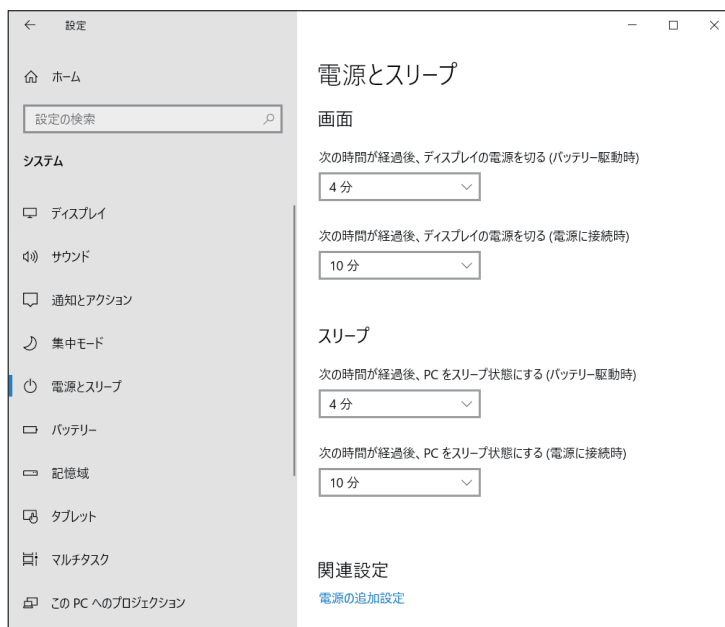 設定
ホーム
設定の検索
システム
ディスプレイ
サウンド
通知とアクション
集中モード
電源とスリープ
バッテリー
記憶域
タブレット
マルチタスク
この PC へのプロジェクション
電源とスリープ
画面
次の時間が経過後、ディスプレイの電源を切る (バッテリー駆動時)
4 分
次の時間が経過後、ディスプレイの電源を切る (電源に接続時)
10 分
スリープ
次の時間が経過後、PC をスリープ状態にする (バッテリー駆動時)
4 分
次の時間が経過後、PC をスリープ状態にする (電源に接続時)
10 分
関連設定
電源の追加設定